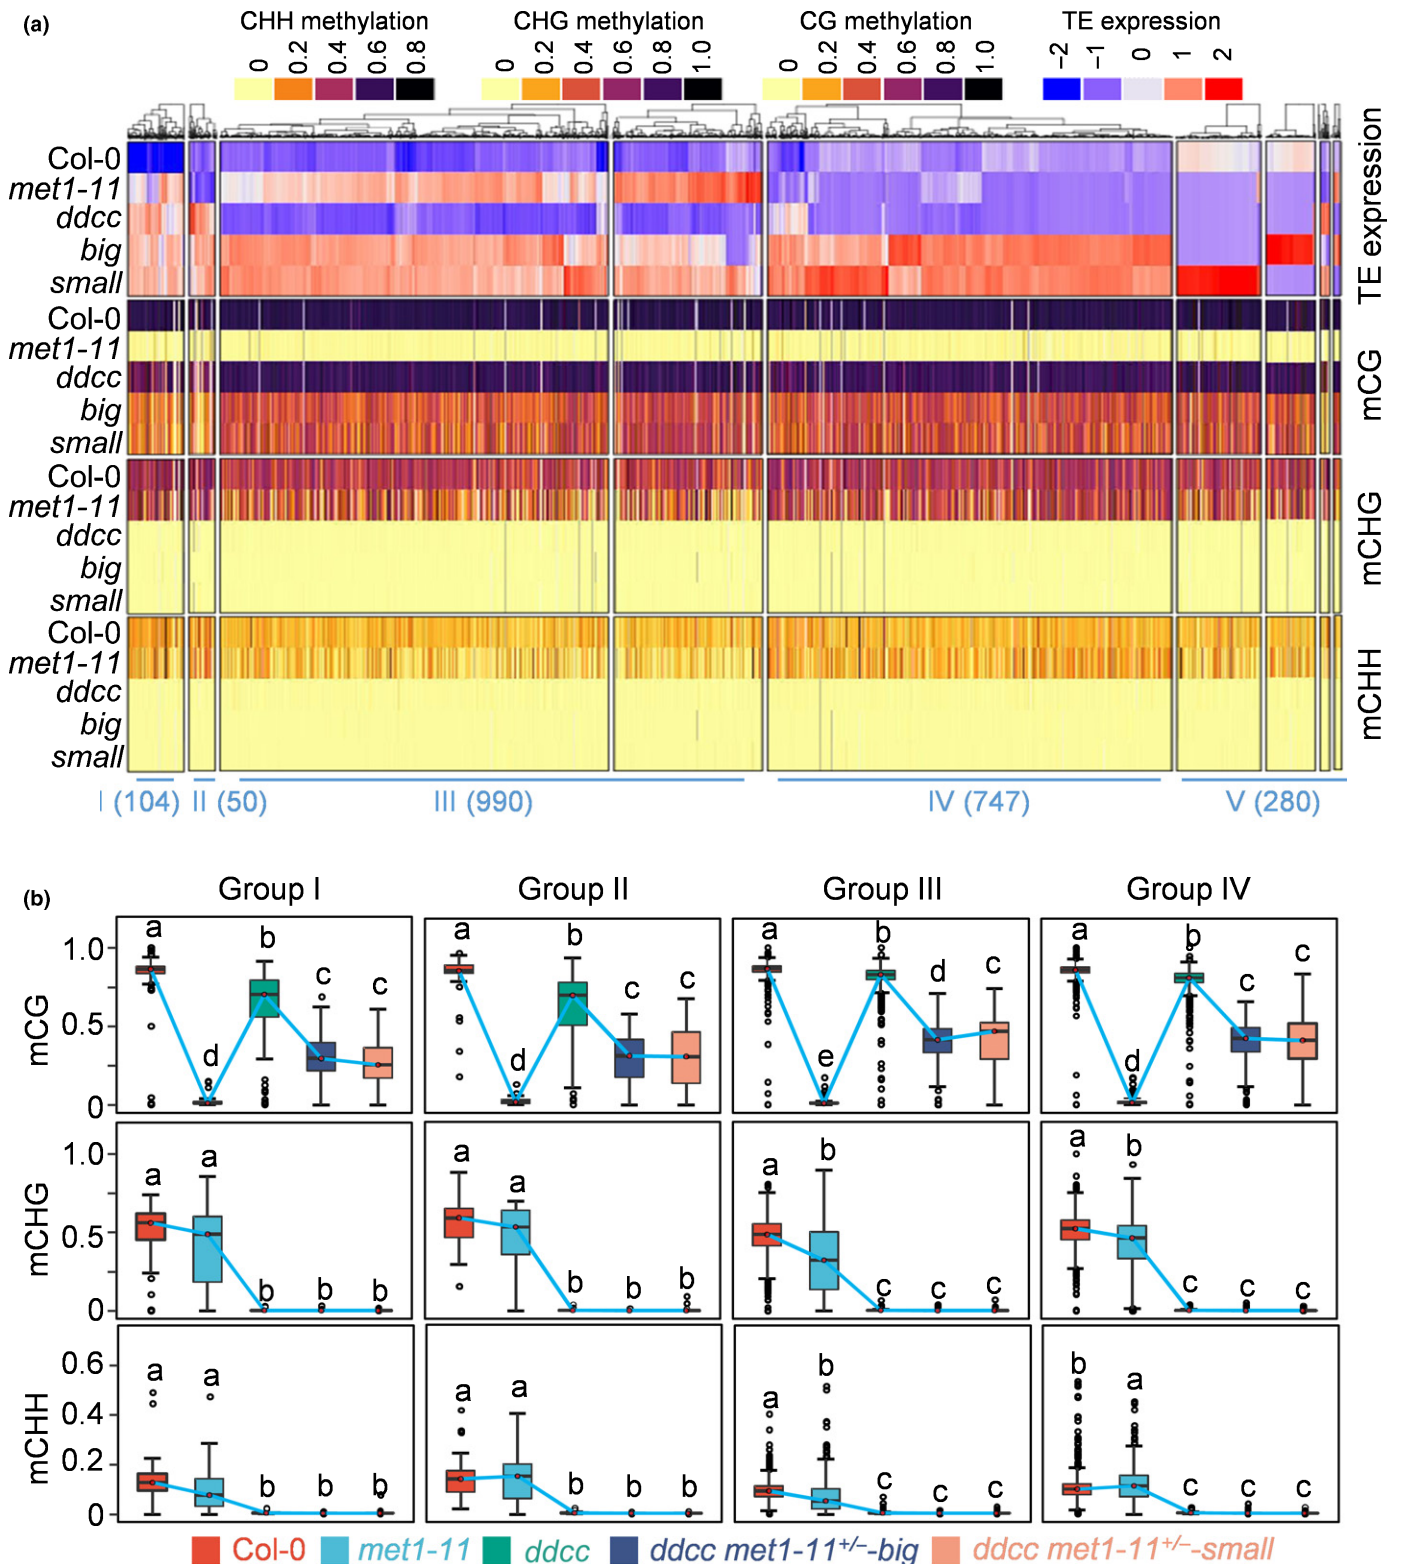 (a)
CHH methylation CHG methylation CG methylation TE expression
0 0.2 0.4 0.6 0.8 0 0.2 0.4 0.6 0.8 1.0 0 0.2 0.4 0.6 0.8 1.0 −2 −1 0 1 2
Col-0
met1-11
ddcc
big
small
TE expression
Col-0
met1-11
ddcc
big
small
mCG
Col-0
met1-11
ddcc
big
small
mCHG
Col-0
met1-11
ddcc
big
small
mCHH
I (104) II (50) III (990) IV (747) V (280)
(b)
Group I Group II Group III Group IV
mCG
1.0
0.5
0
a d b c c
a d b c c
a e b d c
a d b c c
mCHG
1.0
0.5
0
a a b b b
a a b b b
a b c c c
a b c c c
mCHH
0.6
0.4
0.2
0
a a b b b
a a b b b
a b c c c
b a c c c
Col-0 met1-11 ddcc ddcc met1-11+/–-big ddcc met1-11+/–-small